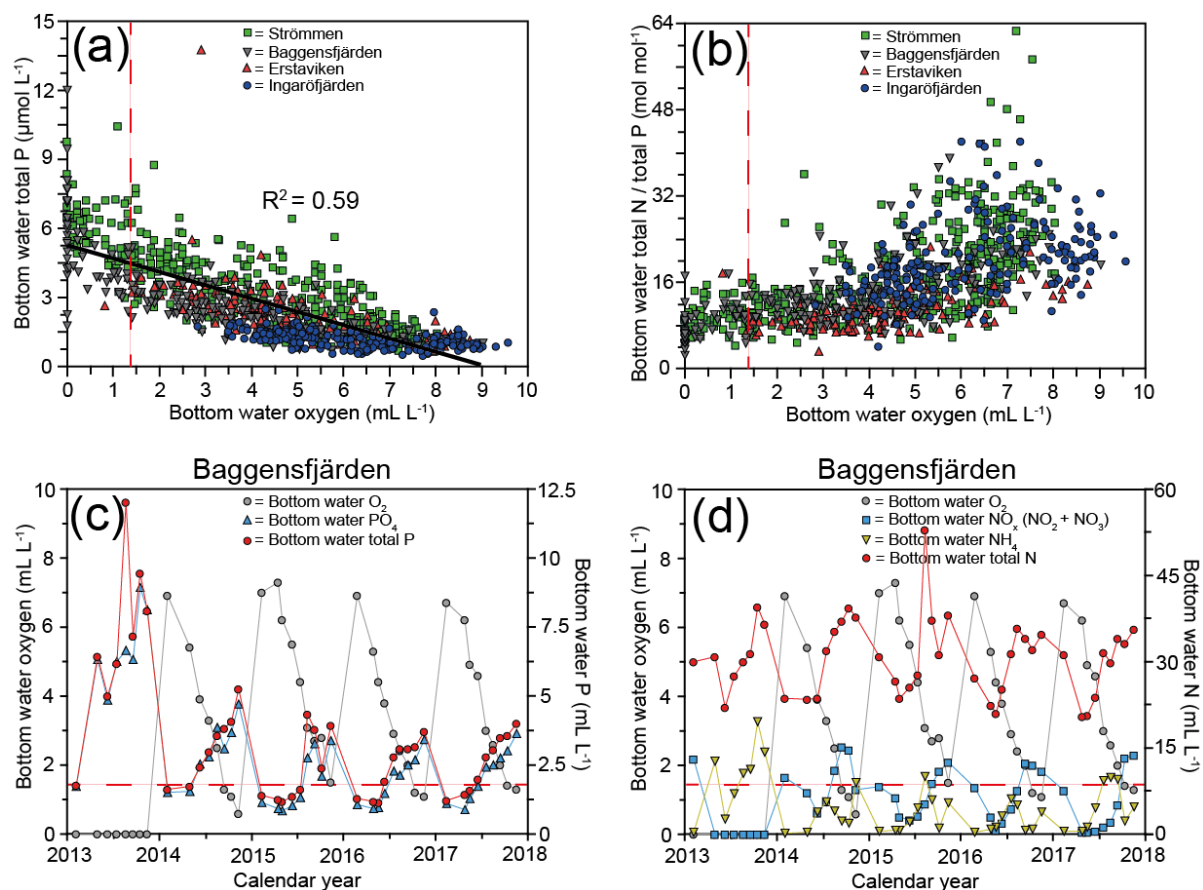 (a)
= Strömmen
= Baggensfjärden
= Erstaviken
= Ingaröfjärden
R² = 0.59
15
12
9
6
3
0
Bottom water total P (µmol L⁻¹)
0 1 2 3 4 5 6 7 8 9 10
Bottom water oxygen (mL L⁻¹)
(b)
= Strömmen
= Baggensfjärden
= Erstaviken
= Ingaröfjärden
64
48
32
16
0
Bottom water total N / total P (mol mol⁻¹)
0 1 2 3 4 5 6 7 8 9 10
Bottom water oxygen (mL L⁻¹)
Baggensfjärden
(c)
= Bottom water O₂
= Bottom water PO₄
= Bottom water total P
10
8
6
4
2
0
Bottom water oxygen (mL L⁻¹)
12.5
10
7.5
5
2.5
0
Bottom water P (mL L⁻¹)
2013 2014 2015 2016 2017 2018
Calendar year
Baggensfjärden
(d)
= Bottom water O₂
= Bottom water NOₓ (NO₂ + NO₃)
= Bottom water NH₄
= Bottom water total N
10
8
6
4
2
0
Bottom water oxygen (mL L⁻¹)
60
45
30
15
0
Bottom water N (mL L⁻¹)
2013 2014 2015 2016 2017 2018
Calendar year